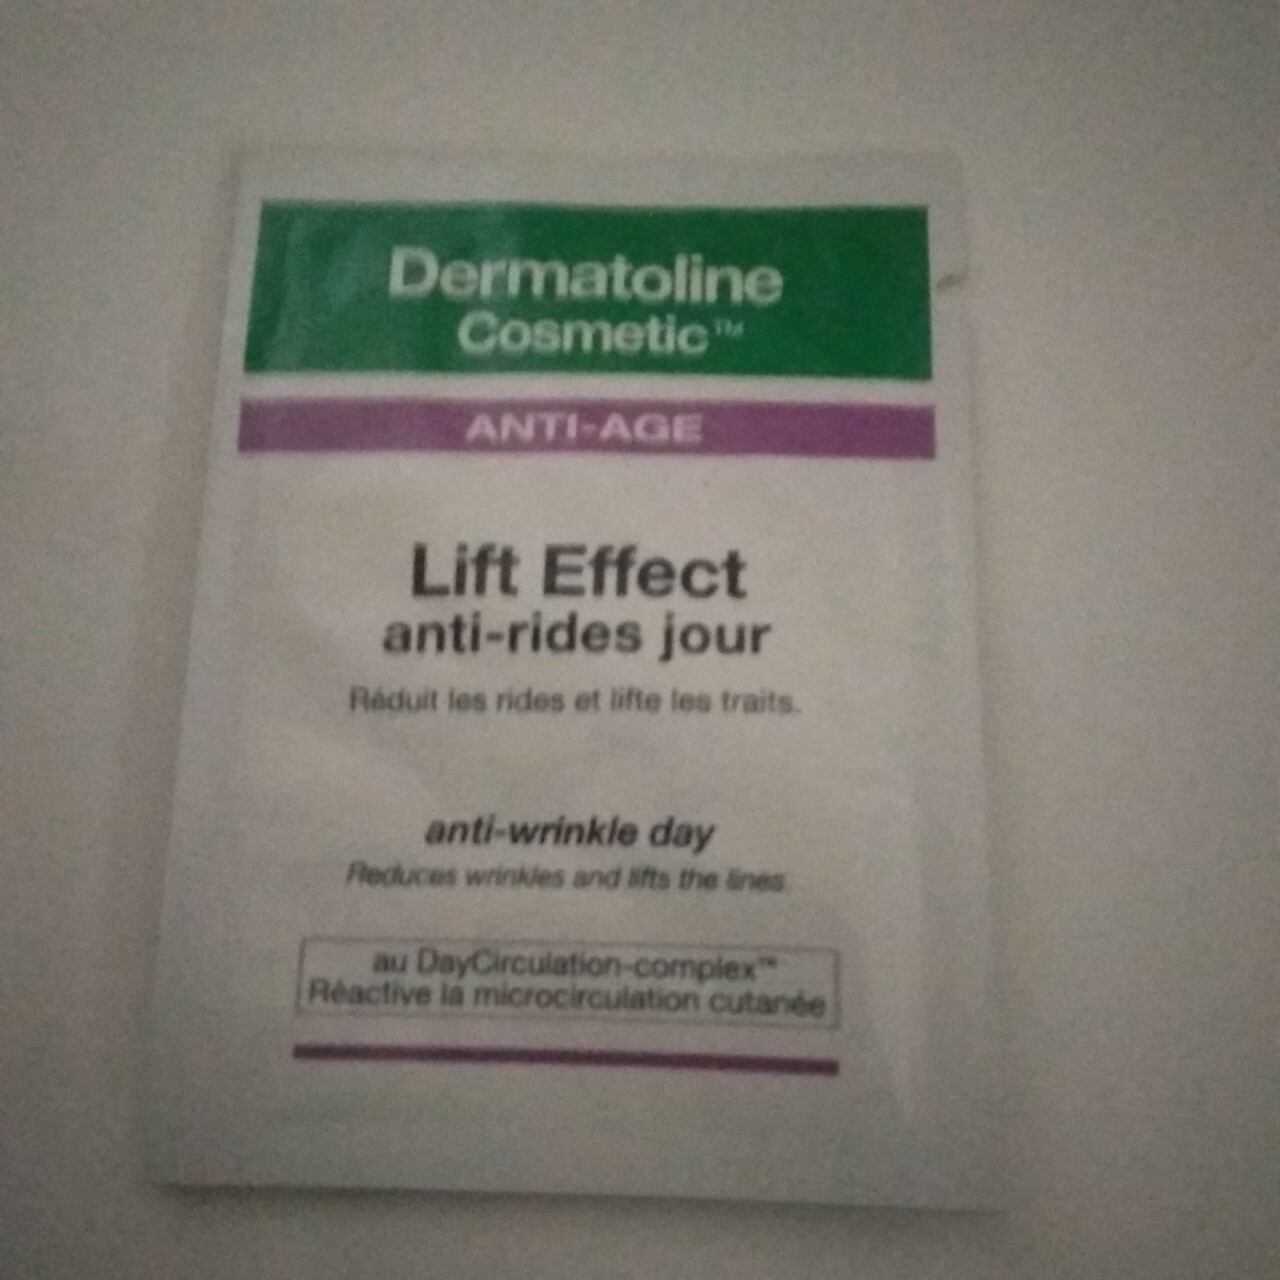 Dermatoline
Cosmetic™
ANTI-AGE
Lift Effect
anti-rides jour
Réduit les rides et lifte les traits.
anti-wrinkle day
Reduces wrinkles and lifts the lines.
au DayCirculation-complex™
Réactive la microcirculation cutanée